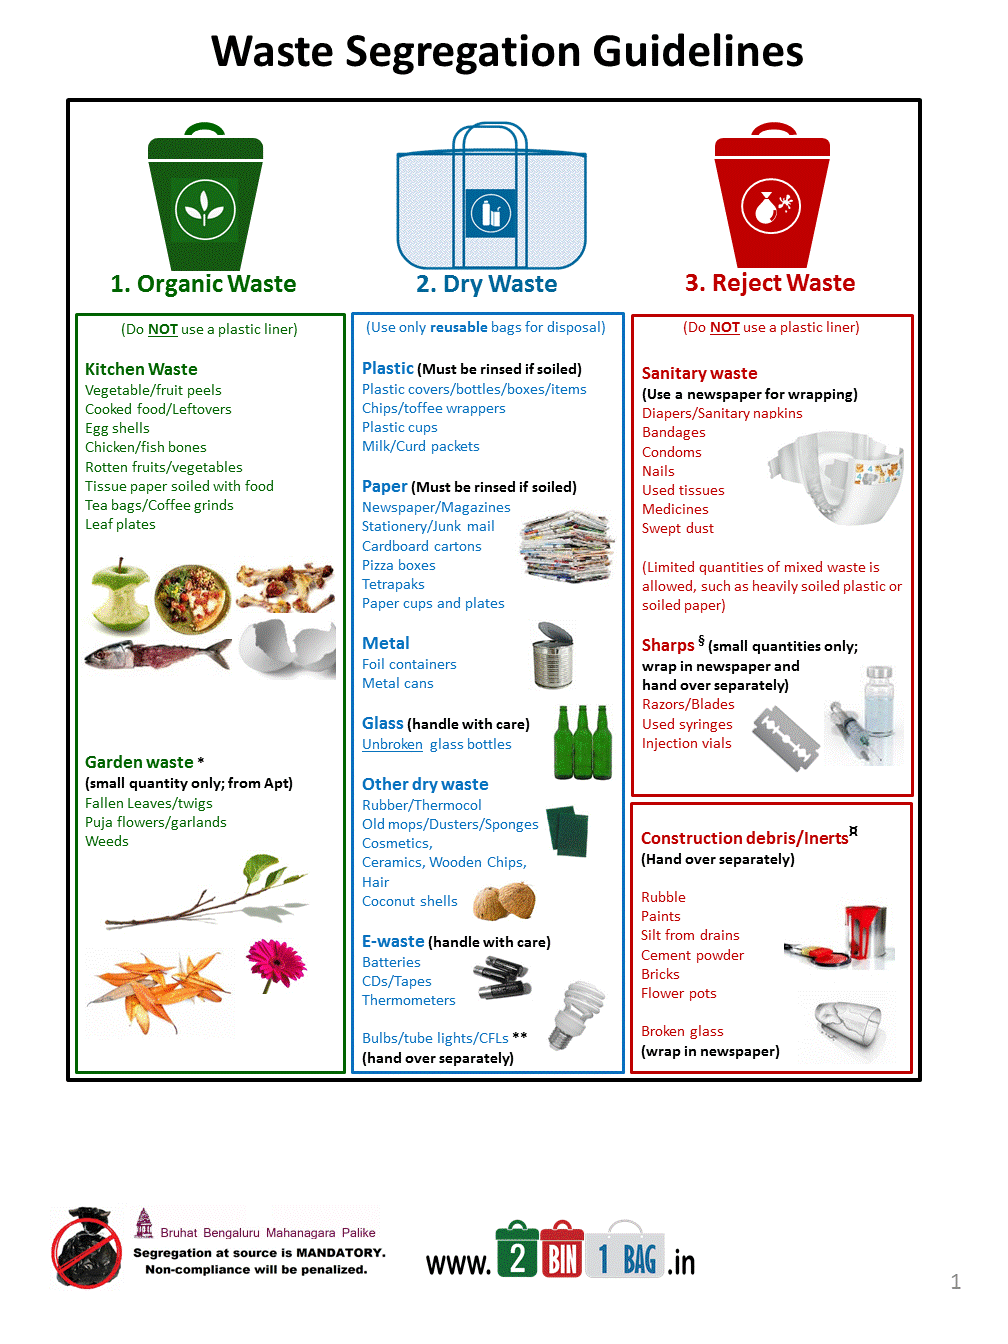 Waste Segregation Guidelines
1. Organic Waste
(Do NOT use a plastic liner)
Kitchen Waste
Vegetable/fruit peels
Cooked food/Leftovers
Egg shells
Chicken/fish bones
Rotten fruits/vegetables
Tissue paper soiled with food
Tea bags/Coffee grinds
Leaf plates
Garden waste *
(small quantity only; from Apt)
Fallen Leaves/twigs
Puja flowers/garlands
Weeds
2. Dry Waste
(Use only reusable bags for disposal)
Plastic (Must be rinsed if soiled)
Plastic covers/bottles/boxes/items
Chips/toffee wrappers
Plastic cups
Milk/Curd packets
Paper (Must be rinsed if soiled)
Newspaper/Magazines
Stationery/Junk mail
Cardboard cartons
Pizza boxes
Tetrapaks
Paper cups and plates
Metal
Foil containers
Metal cans
Glass (handle with care)
Unbroken glass bottles
Other dry waste
Rubber/Thermocol
Old mops/Dusters/Sponges
Cosmetics,
Ceramics, Wooden Chips,
Hair
Coconut shells
E-waste (handle with care)
Batteries
CDs/Tapes
Thermometers
Bulbs/tube lights/CFLs **
(hand over separately)
3. Reject Waste
(Do NOT use a plastic liner)
Sanitary waste
(Use a newspaper for wrapping)
Diapers/Sanitary napkins
Bandages
Condoms
Nails
Used tissues
Medicines
Swept dust
(Limited quantities of mixed waste is
allowed, such as heavily soiled plastic or
soiled paper)
Sharps § (small quantities only;
wrap in newspaper and
hand over separately)
Razors/Blades
Used syringes
Injection vials
Construction debris/Inerts¤
(Hand over separately)
Rubble
Paints
Silt from drains
Cement powder
Bricks
Flower pots
Broken glass
(wrap in newspaper)
Bruhat Bengaluru Mahanagara Palike
Segregation at source is MANDATORY.
Non-compliance will be penalized.
www. 2 BIN 1 BAG .in
1